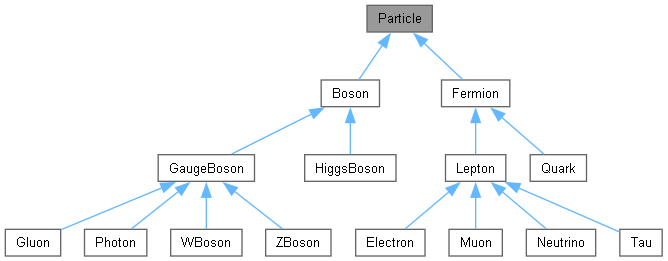 Particle
Boson
Fermion
GaugeBoson
HiggsBoson
Lepton
Quark
Gluon
Photon
WBoson
ZBoson
Electron
Muon
Neutrino
Tau